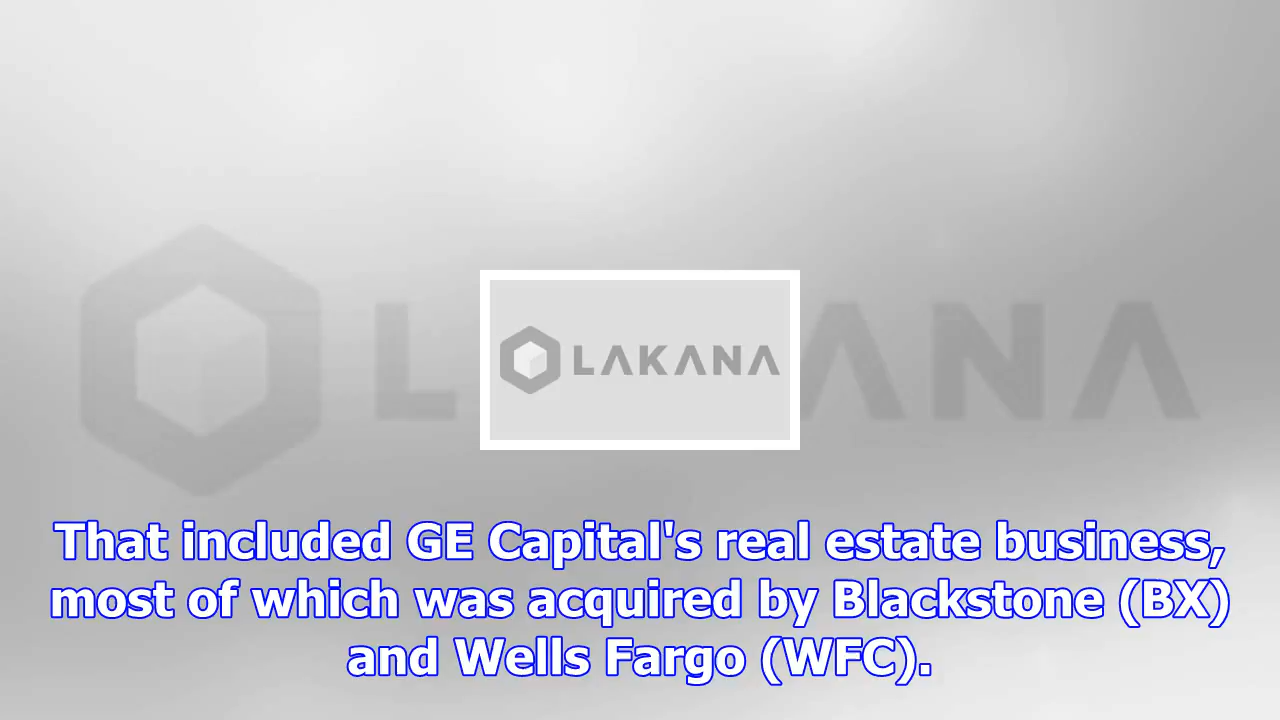 LAKANA
L ANA
That included GE Capital's real estate business,
most of which was acquired by Blackstone (BX)
and Wells Fargo (WFC).